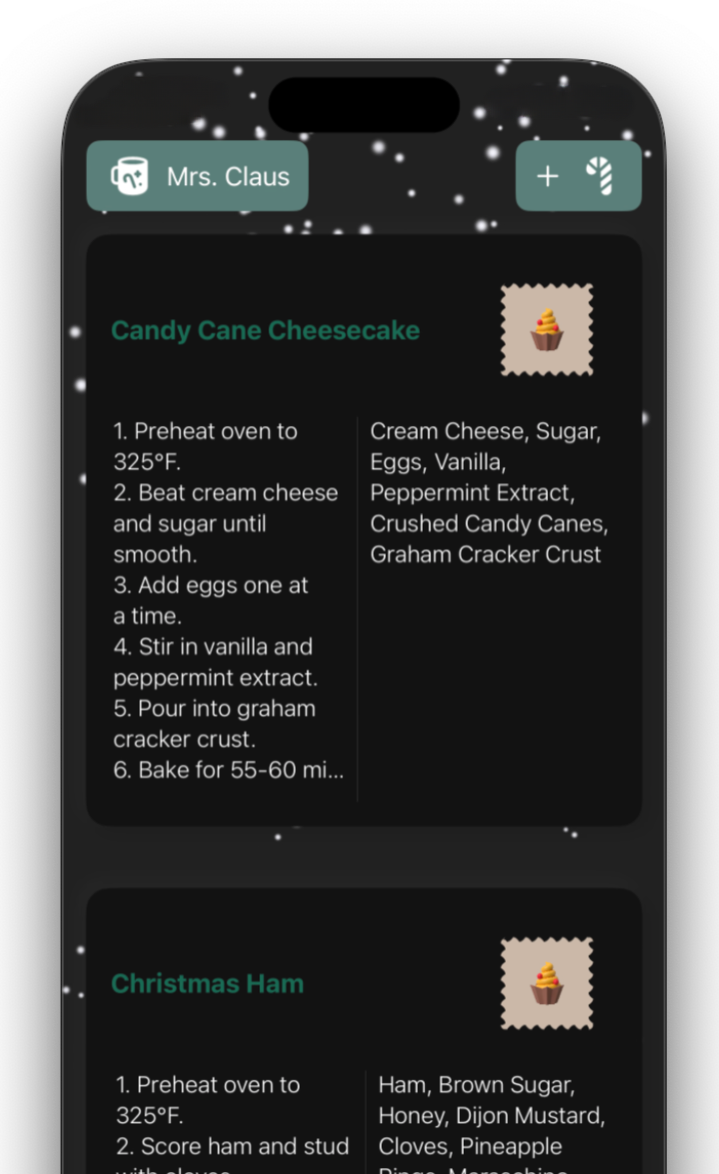 Mrs. Claus
+
Candy Cane Cheesecake
1. Preheat oven to
325°F.
2. Beat cream cheese
and sugar until
smooth.
3. Add eggs one at
a time.
4. Stir in vanilla and
peppermint extract.
5. Pour into graham
cracker crust.
6. Bake for 55-60 mi...
Cream Cheese, Sugar,
Eggs, Vanilla,
Peppermint Extract,
Crushed Candy Canes,
Graham Cracker Crust
Christmas Ham
1. Preheat oven to
325°F.
2. Score ham and stud
with cloves
Ham, Brown Sugar,
Honey, Dijon Mustard,
Cloves, Pineapple
Rings, Maraschino